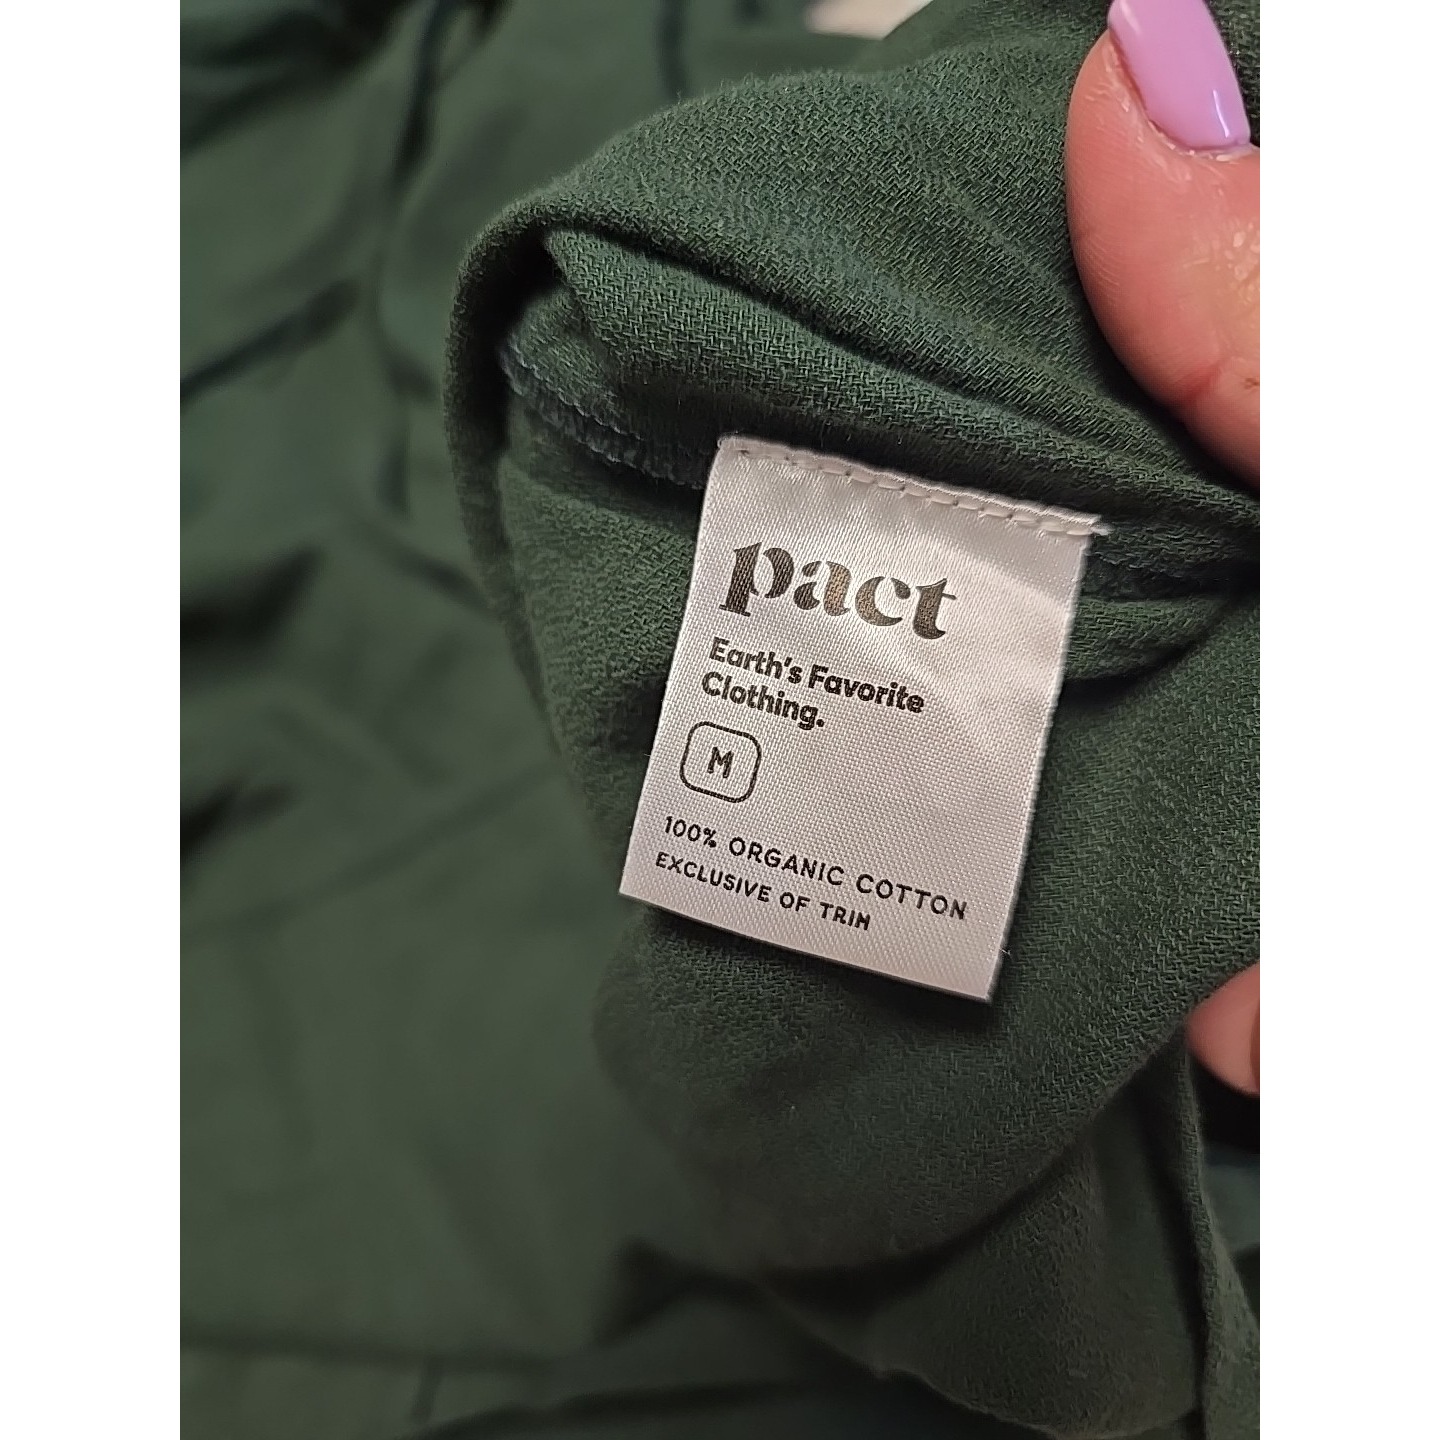 pact
Earth's Favorite
Clothing.
M
100% ORGANIC COTTON
EXCLUSIVE OF TRIM